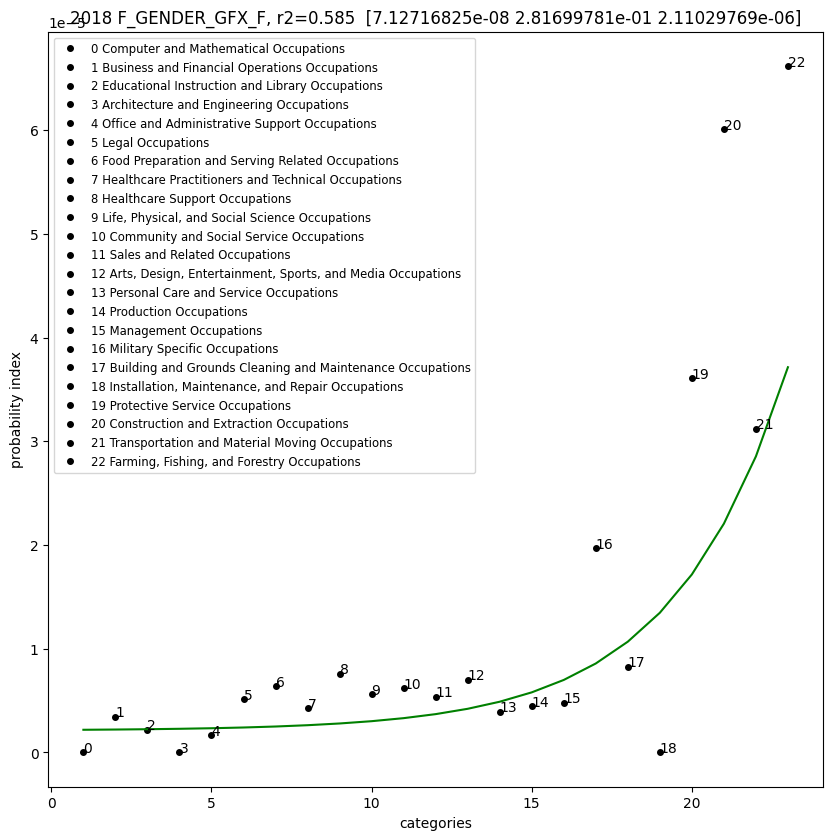 2018 F_GENDER_GFX_F, r2=0.585 [7.12716825e-08 2.81699781e-01 2.11029769e-06]
1e−5
0 Computer and Mathematical Occupations
1 Business and Financial Operations Occupations
2 Educational Instruction and Library Occupations
3 Architecture and Engineering Occupations
4 Office and Administrative Support Occupations
5 Legal Occupations
6 Food Preparation and Serving Related Occupations
7 Healthcare Practitioners and Technical Occupations
8 Healthcare Support Occupations
9 Life, Physical, and Social Science Occupations
10 Community and Social Service Occupations
11 Sales and Related Occupations
12 Arts, Design, Entertainment, Sports, and Media Occupations
13 Personal Care and Service Occupations
14 Production Occupations
15 Management Occupations
16 Military Specific Occupations
17 Building and Grounds Cleaning and Maintenance Occupations
18 Installation, Maintenance, and Repair Occupations
19 Protective Service Occupations
20 Construction and Extraction Occupations
21 Transportation and Material Moving Occupations
22 Farming, Fishing, and Forestry Occupations
22
20
19
21
16
17
8
12
6
10
9
5
11
15
14
13
7
1
2
4
0
3
18
6
5
4
3
2
1
0
probability index
0
5
10
15
20
categories